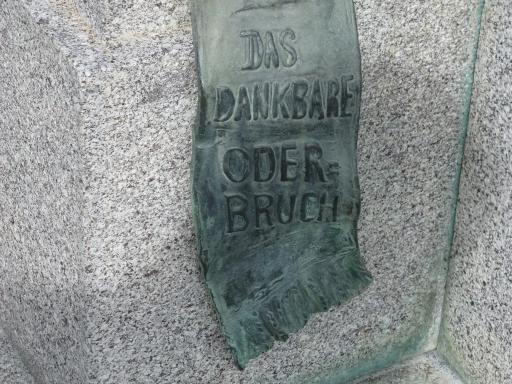 DAS
DANKBARE
ODER=
BRUCH